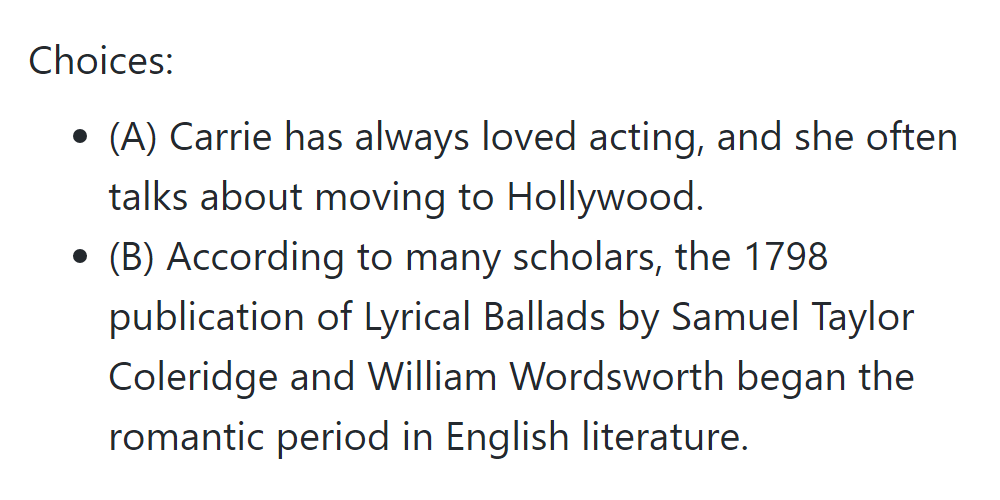 Choices:
• (A) Carrie has always loved acting, and she often
talks about moving to Hollywood.
• (B) According to many scholars, the 1798
publication of Lyrical Ballads by Samuel Taylor
Coleridge and William Wordsworth began the
romantic period in English literature.